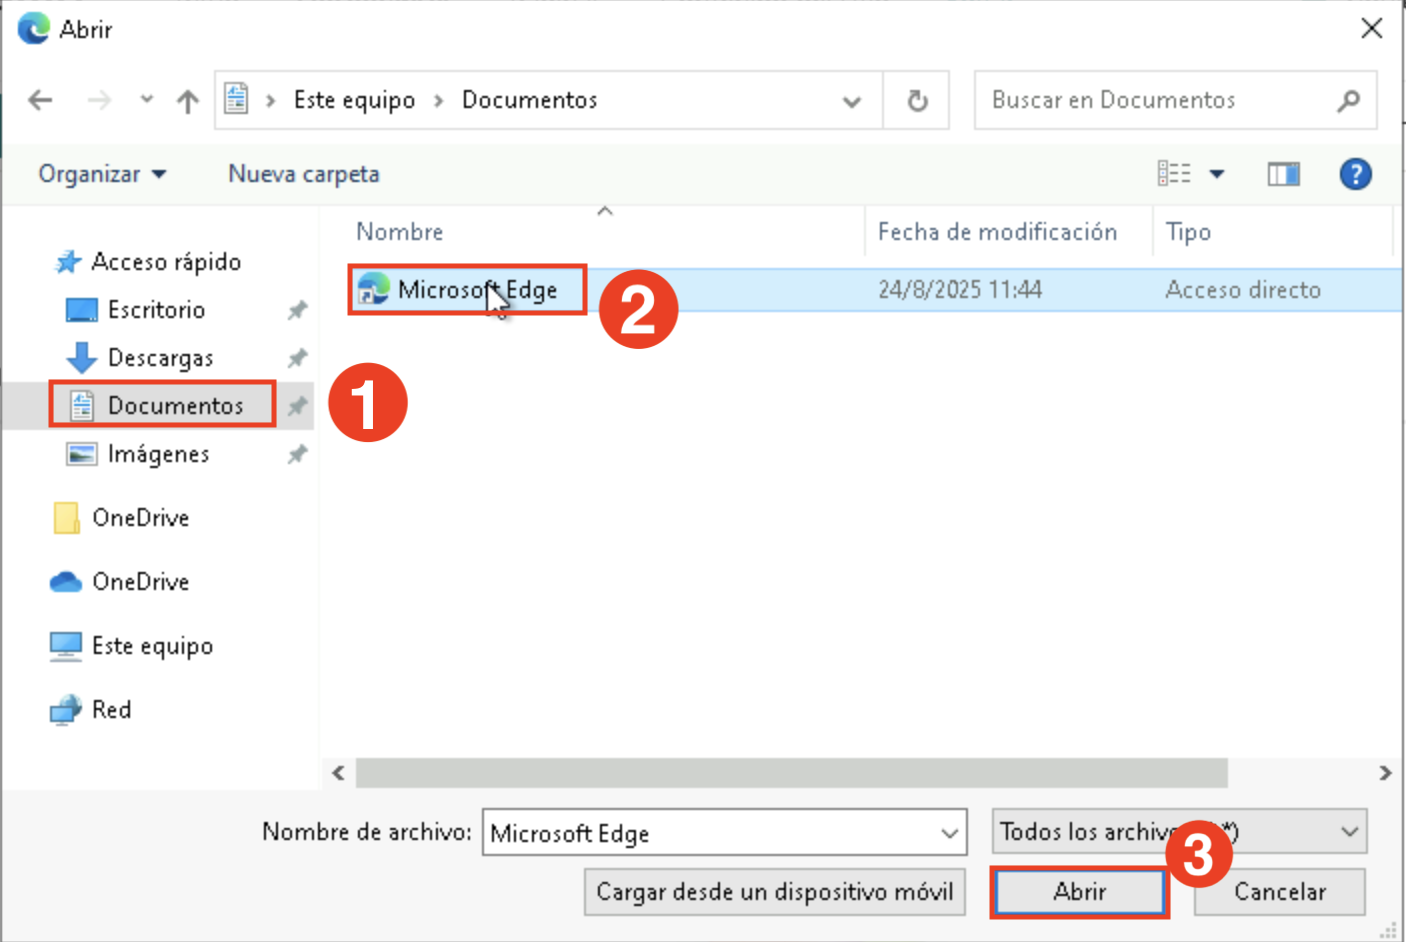 Abrir
Este equipo > Documentos
Buscar en Documentos
Organizar
Nueva carpeta
?
Nombre
Fecha de modificación
Tipo
Acceso rápido
Escritorio
Descargas
Documentos
1
Imágenes
OneDrive
OneDrive
Este equipo
Red
Microsoft Edge
2
24/8/2025 11:44
Acceso directo
Nombre de archivo:
Microsoft Edge
Todos los archivo *)
3
Cargar desde un dispositivo móvil
Abrir
Cancelar